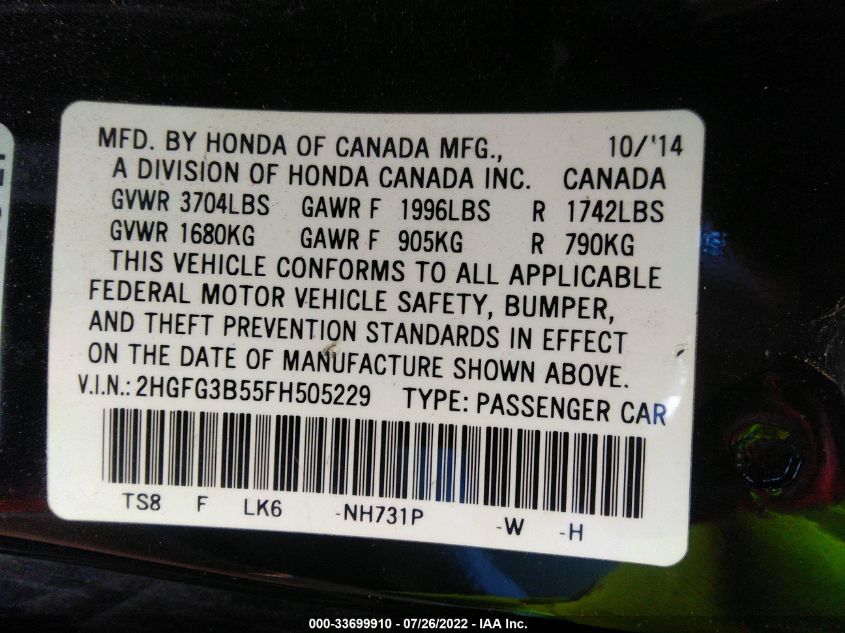 MFD. BY HONDA OF CANADA MFG., 10/'14
A DIVISION OF HONDA CANADA INC. CANADA
GVWR 3704LBS GAWR F 1996LBS R 1742LBS
GVWR 1680KG GAWR F 905KG R 790KG
THIS VEHICLE CONFORMS TO ALL APPLICABLE
FEDERAL MOTOR VEHICLE SAFETY, BUMPER,
AND THEFT PREVENTION STANDARDS IN EFFECT
ON THE DATE OF MANUFACTURE SHOWN ABOVE.
V.I.N.: 2HGFG3B55FH505229 TYPE: PASSENGER CAR
TS8 F LK6 -NH731P -W -H
000-33699910 / 07/26/2022 - IAA Inc.